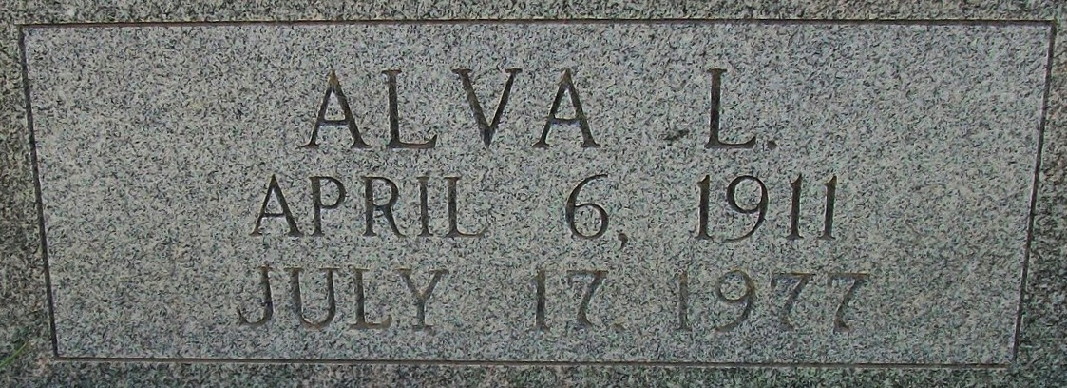 ALVA L.
APRIL 6, 1911
JULY 17, 1977